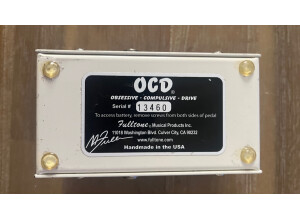 OCD®
OBSESSIVE - COMPULSIVE - DRIVE
Serial # 13460
To access battery, remove screws from both sides of pedal
Fulltone® Musical Products Inc.
11018 Washington Blvd. Culver City, CA 90232
www.fulltone.com
Handmade in the USA